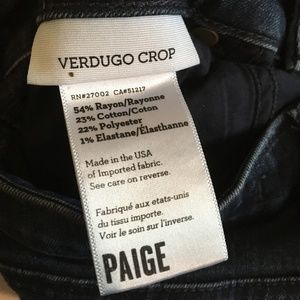 VERDUGO CROP
RN#27002 CA#51217
54% Rayon/Rayonne
23% Cotton/Coton
22% Polyester
1% Elastane/Élasthanne
Made in the USA
of Imported fabric.
See care on reverse.
Fabriqué aux etats-unis
du tissu importe.
Voir le soin sur l'inverse.
PAIGE